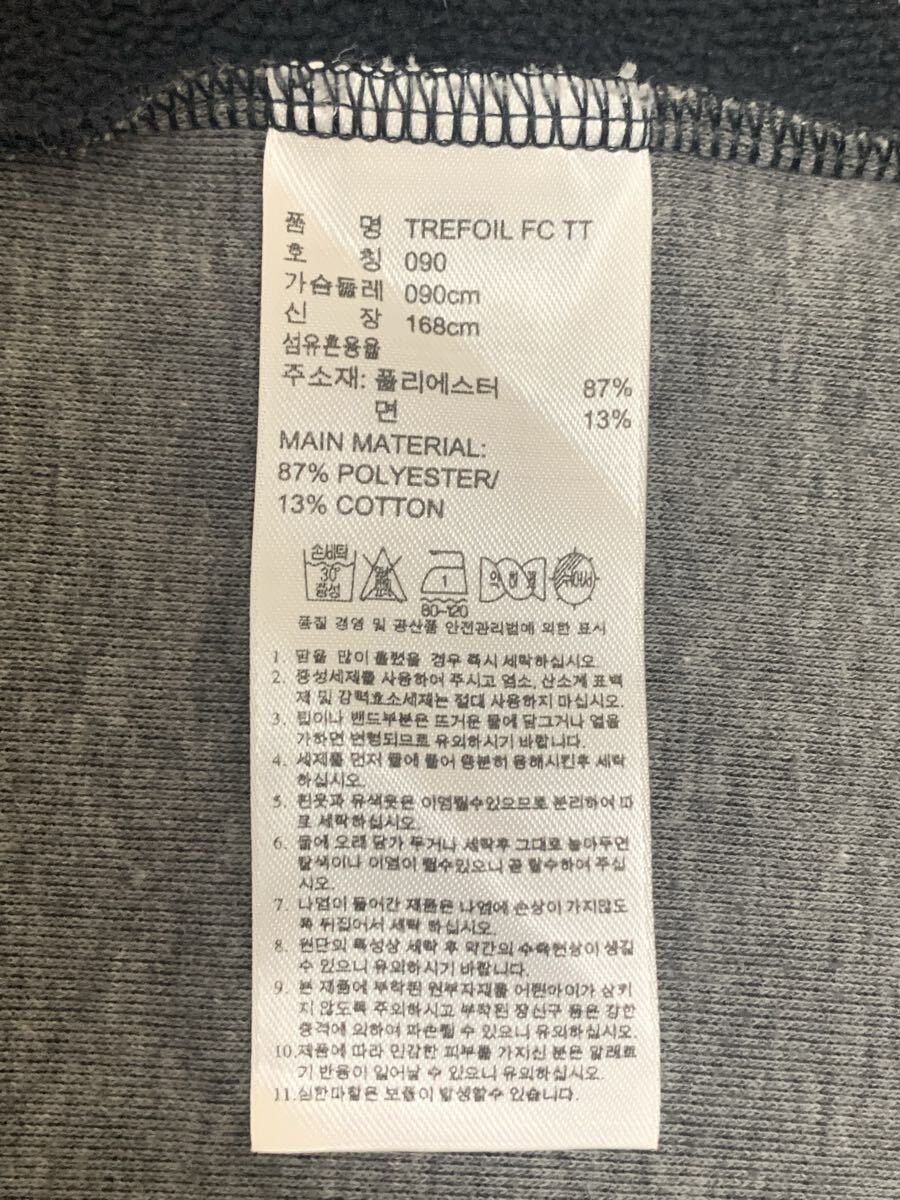 품 명 TREFOIL FC TT
호 칭 090
가슴둘레 090cm
신 장 168cm
섬유혼용율
주소재: 폴리에스터 87%
면 13%
MAIN MATERIAL:
87% POLYESTER/
13% COTTON
손세탁
30°
중성
1
80~120
약하게
뉘어서
품질 경영 및 공산품 안전관리법에 의한 표시
1. 땀을 많이 흘렸을 경우 즉시 세탁하십시오
2. 중성세제를 사용하여 주시고 염소, 산소계 표백
제 및 강력효소세제는 절대 사용하지 마십시오.
3. 립이나 밴드부분은 뜨거운 물에 담그거나 열을
가하면 변형되므로 유의하시기 바랍니다.
4. 세제를 먼저 물에 풀어 충분히 용해시킨후 세탁
하십시오.
5. 흰옷과 유색옷은 이염될수있으므로 분리하여 따
로 세탁하십시오.
6. 물에 오래 담가 두거나 세탁후 그대로 놓아두면
탈색이나 이염이 될수있으니 곧 탈수하여 주십
시오.
7. 나염이 들어간 제품은 나염에 손상이 가지않도
록 뒤집어서 세탁 하십시오.
8. 원단의 특성상 세탁 후 약간의 수축현상이 생길
수 있으니 유의하시기 바랍니다.
9. 본 제품에 부착된 원부자재를 어린아이가 삼키
지 않도록 주의하시고 부착된 장신구 등은 강한
충격에 의하여 파손될 수 있으니 유의하십시오.
10. 제품에 따라 민감한 피부를 가지신 분은 알레르
기 반응이 일어날 수 있으니 유의하십시오.
11. 심한마찰은 보풀이 발생할수 있습니다.